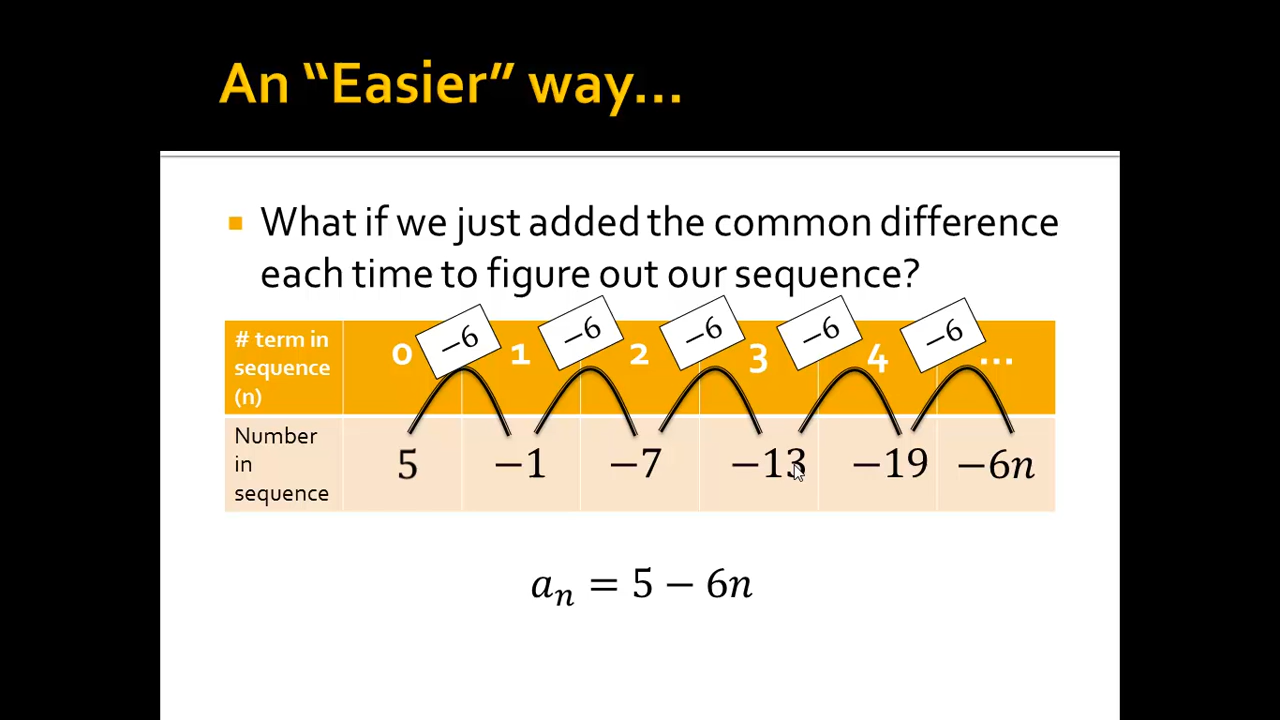 An “Easier” way...
▪ What if we just added the common difference
each time to figure out our sequence?
−6 −6 −6 −6 −6
# term in
sequence
(n)
0 1 2 3 4 ...
Number
in
sequence
5 −1 −7 −13 −19 −6n
aₙ = 5 − 6n